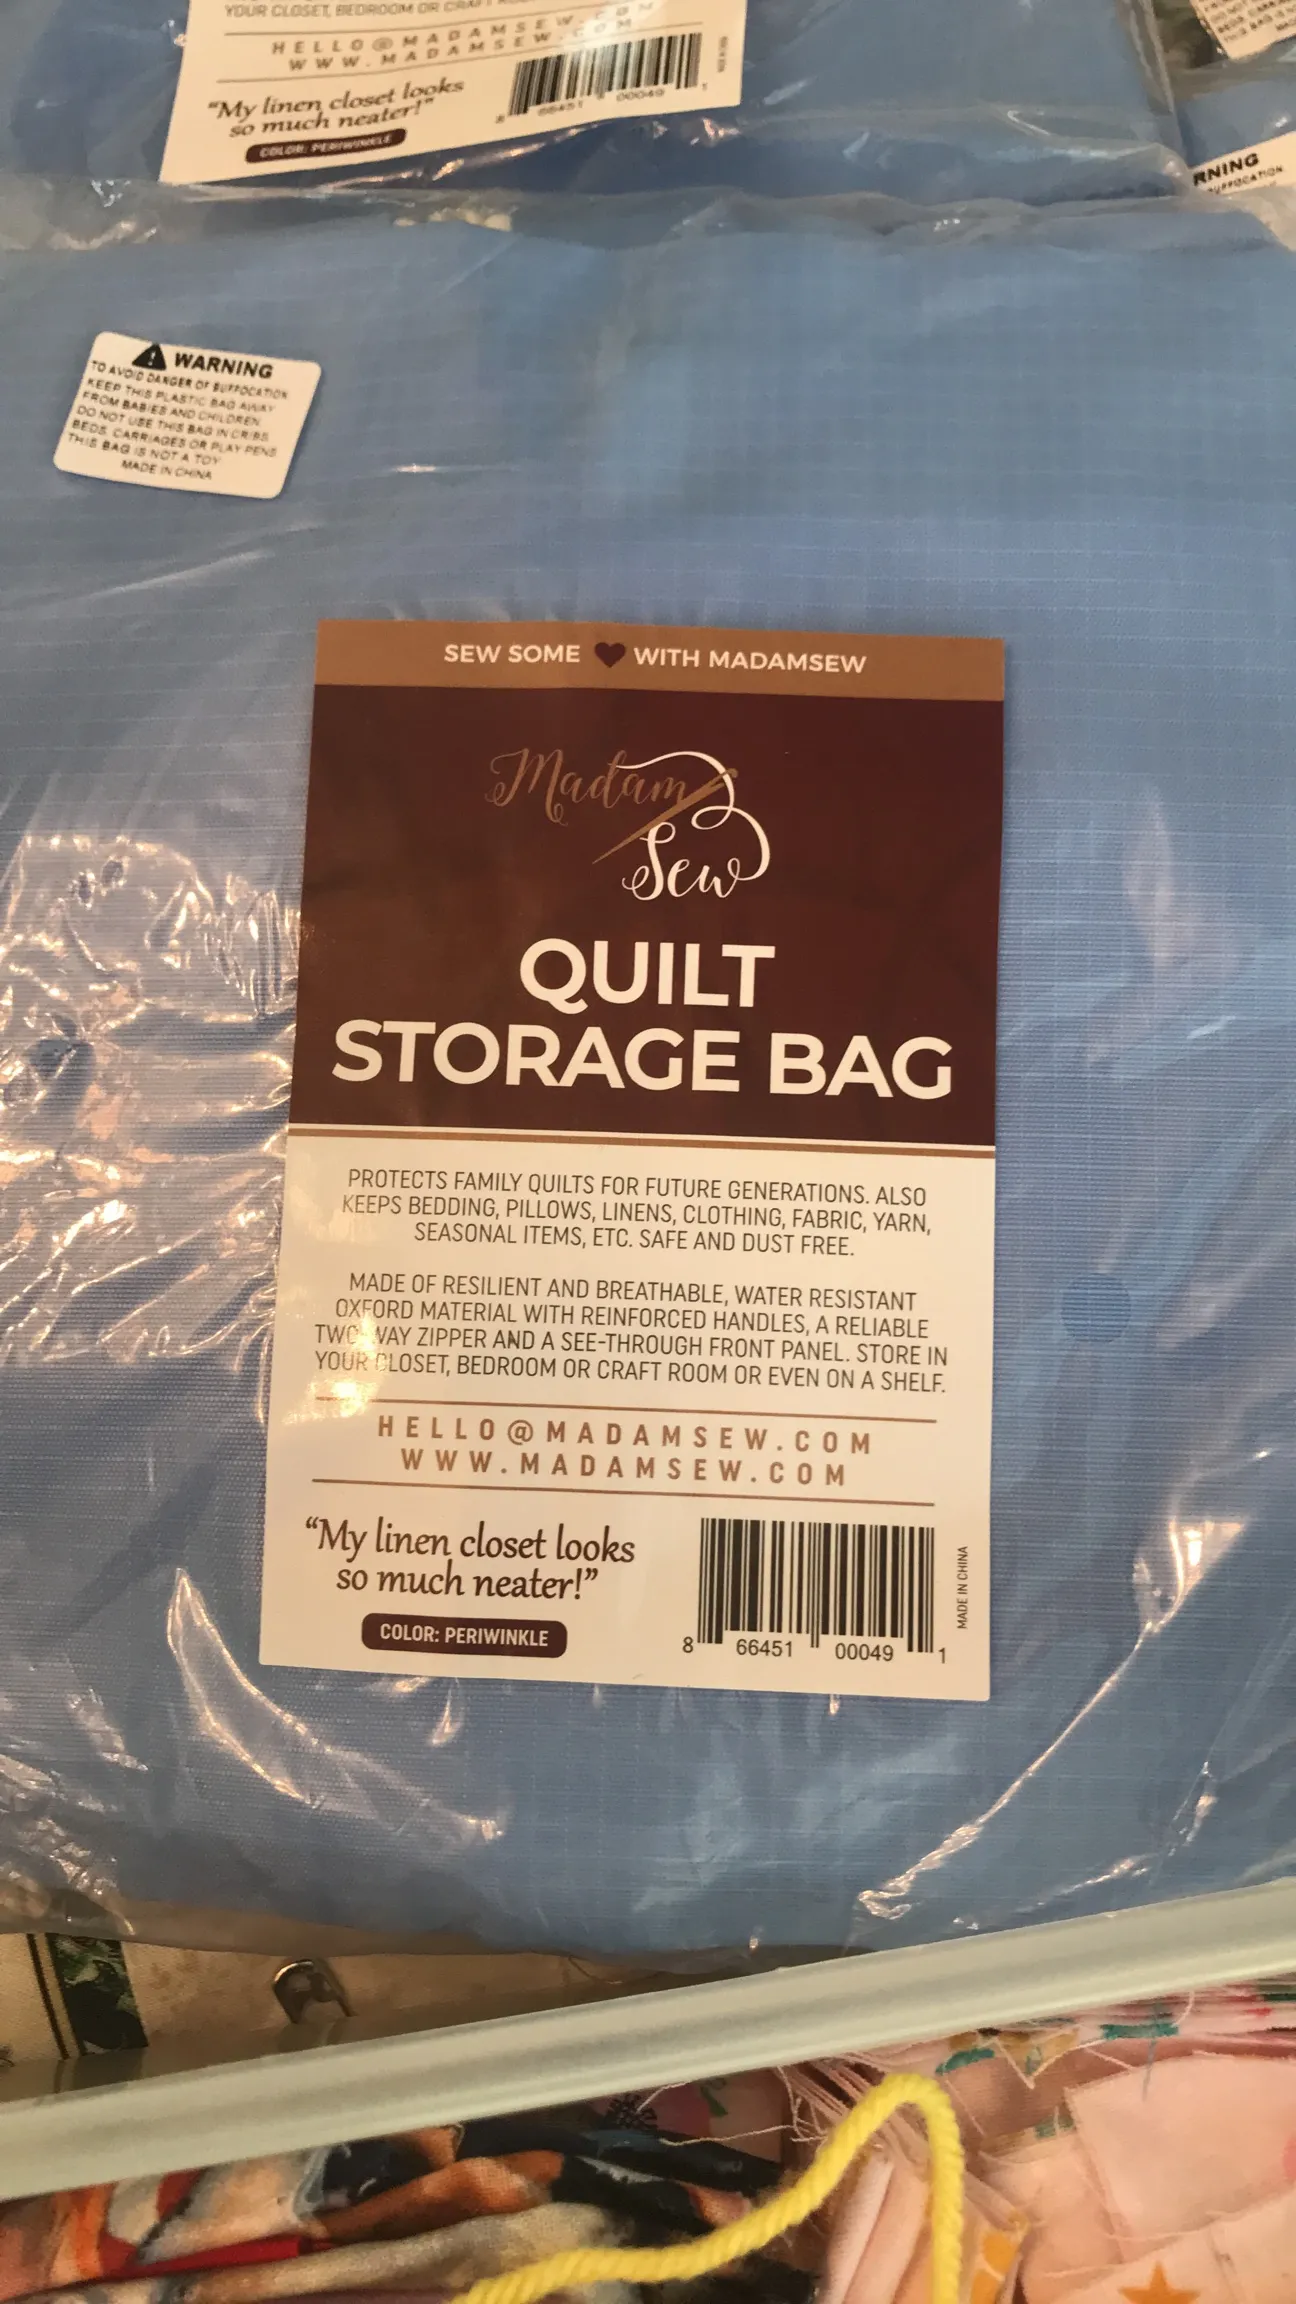 YOUR CLOSET, BEDROOM OR CRAFT
HELLO@MADAMSEW.COM
WWW.MADAMSEW.COM
"My linen closet looks
so much neater!"
COLOR: PERIWINKLE
8 66451 00049 1
RNING
SUFFOCATION
WARNING
TO AVOID DANGER OF SUFFOCATION
KEEP THIS PLASTIC BAG AWAY
FROM BABIES AND CHILDREN
DO NOT USE THIS BAG IN CRIBS
BEDS, CARRIAGES OR PLAY PENS
THIS BAG IS NOT A TOY
MADE IN CHINA
SEW SOME ♥ WITH MADAMSEW
Madam
Sew
QUILT
STORAGE BAG
PROTECTS FAMILY QUILTS FOR FUTURE GENERATIONS. ALSO
KEEPS BEDDING, PILLOWS, LINENS, CLOTHING, FABRIC, YARN,
SEASONAL ITEMS, ETC. SAFE AND DUST FREE.
MADE OF RESILIENT AND BREATHABLE, WATER RESISTANT
OXFORD MATERIAL WITH REINFORCED HANDLES, A RELIABLE
TWO-WAY ZIPPER AND A SEE-THROUGH FRONT PANEL. STORE IN
YOUR CLOSET, BEDROOM OR CRAFT ROOM OR EVEN ON A SHELF.
HELLO@MADAMSEW.COM
WWW.MADAMSEW.COM
"My linen closet looks
so much neater!"
COLOR: PERIWINKLE
8 66451 00049 1
MADE IN CHINA